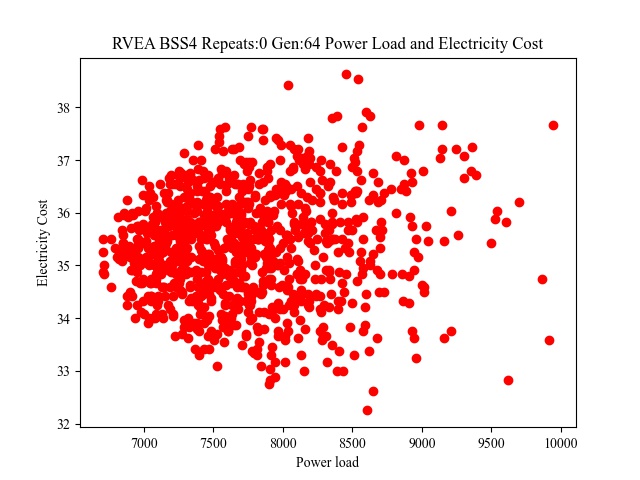 RVEA BSS4 Repeats:0 Gen:64 Power Load and Electricity Cost
Electricity Cost
38
37
36
35
34
33
32
7000 7500 8000 8500 9000 9500 10000
Power load